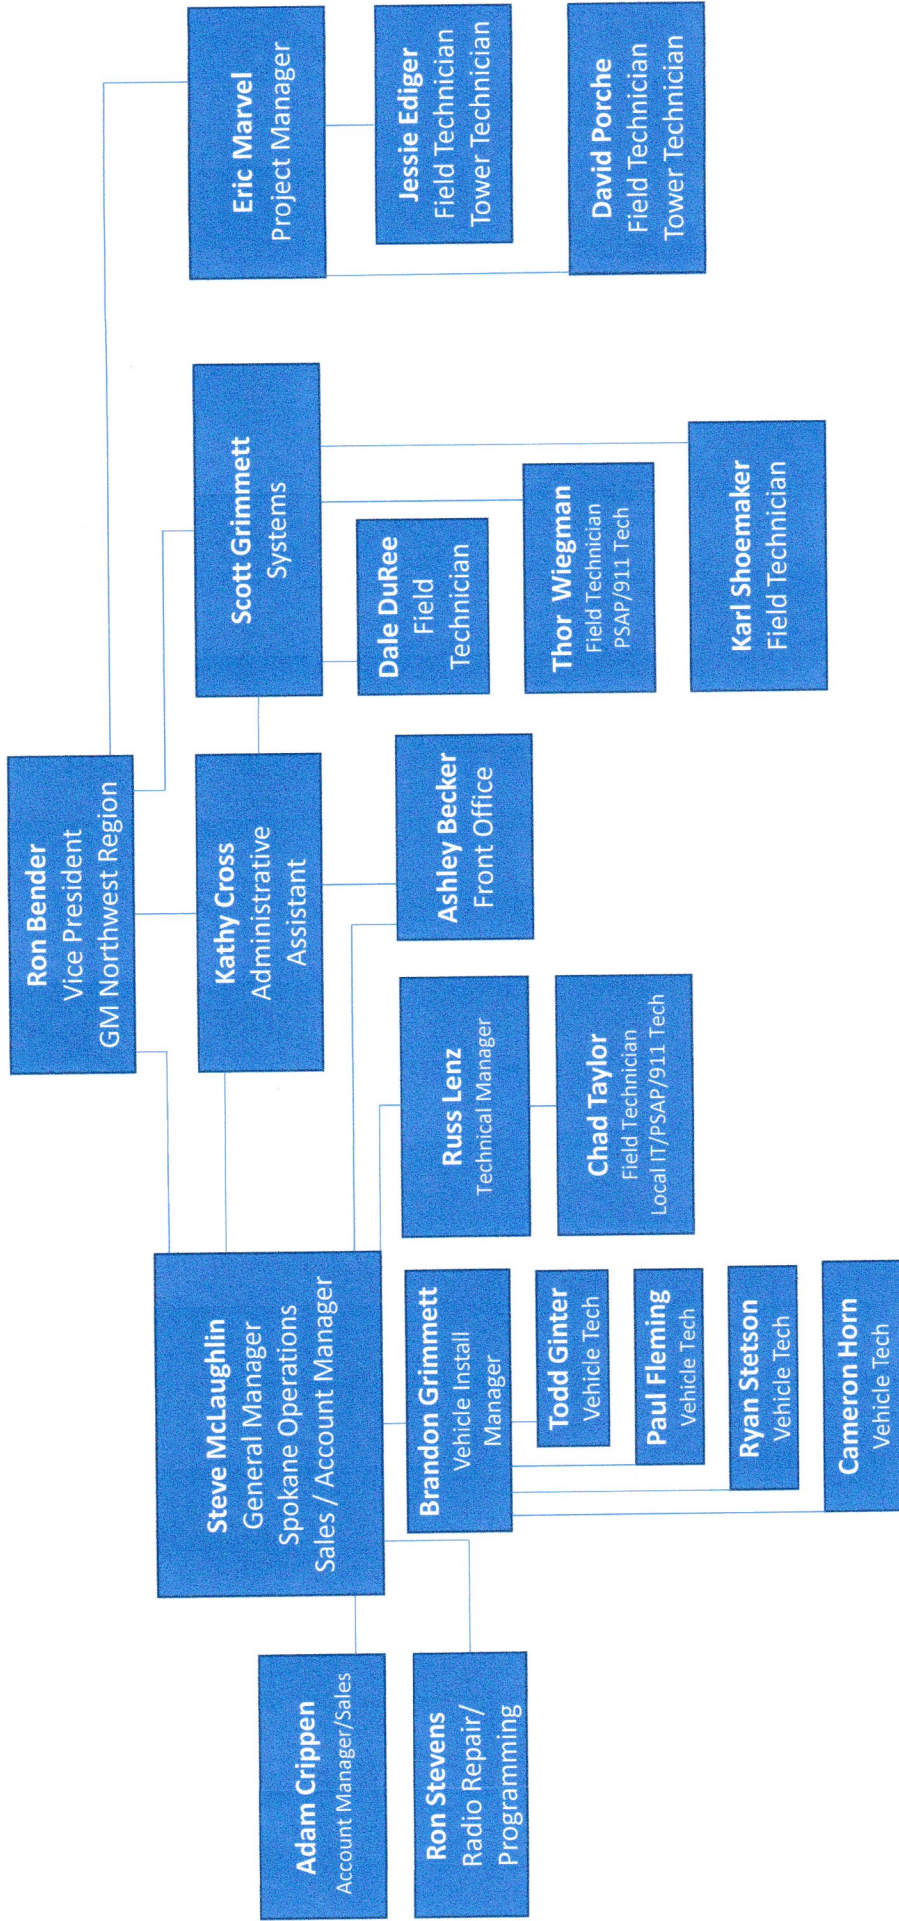 Ron Bender
Vice President
GM Northwest Region
Steve McLaughlin
General Manager
Spokane Operations
Sales / Account Manager
Kathy Cross
Administrative
Assistant
Scott Grimmett
Systems
Eric Marvel
Project Manager
Adam Crippen
Account Manager/Sales
Ron Stevens
Radio Repair/
Programming
Brandon Grimmett
Vehicle Install
Manager
Todd Ginter
Vehicle Tech
Paul Fleming
Vehicle Tech
Ryan Stetson
Vehicle Tech
Cameron Horn
Vehicle Tech
Russ Lenz
Technical Manager
Chad Taylor
Field Technician
Local IT/PSAP/911 Tech
Ashley Becker
Front Office
Dale DuRee
Field
Technician
Thor Wiegman
Field Technician
PSAP/911 Tech
Karl Shoemaker
Field Technician
Jessie Ediger
Field Technician
Tower Technician
David Porche
Field Technician
Tower Technician